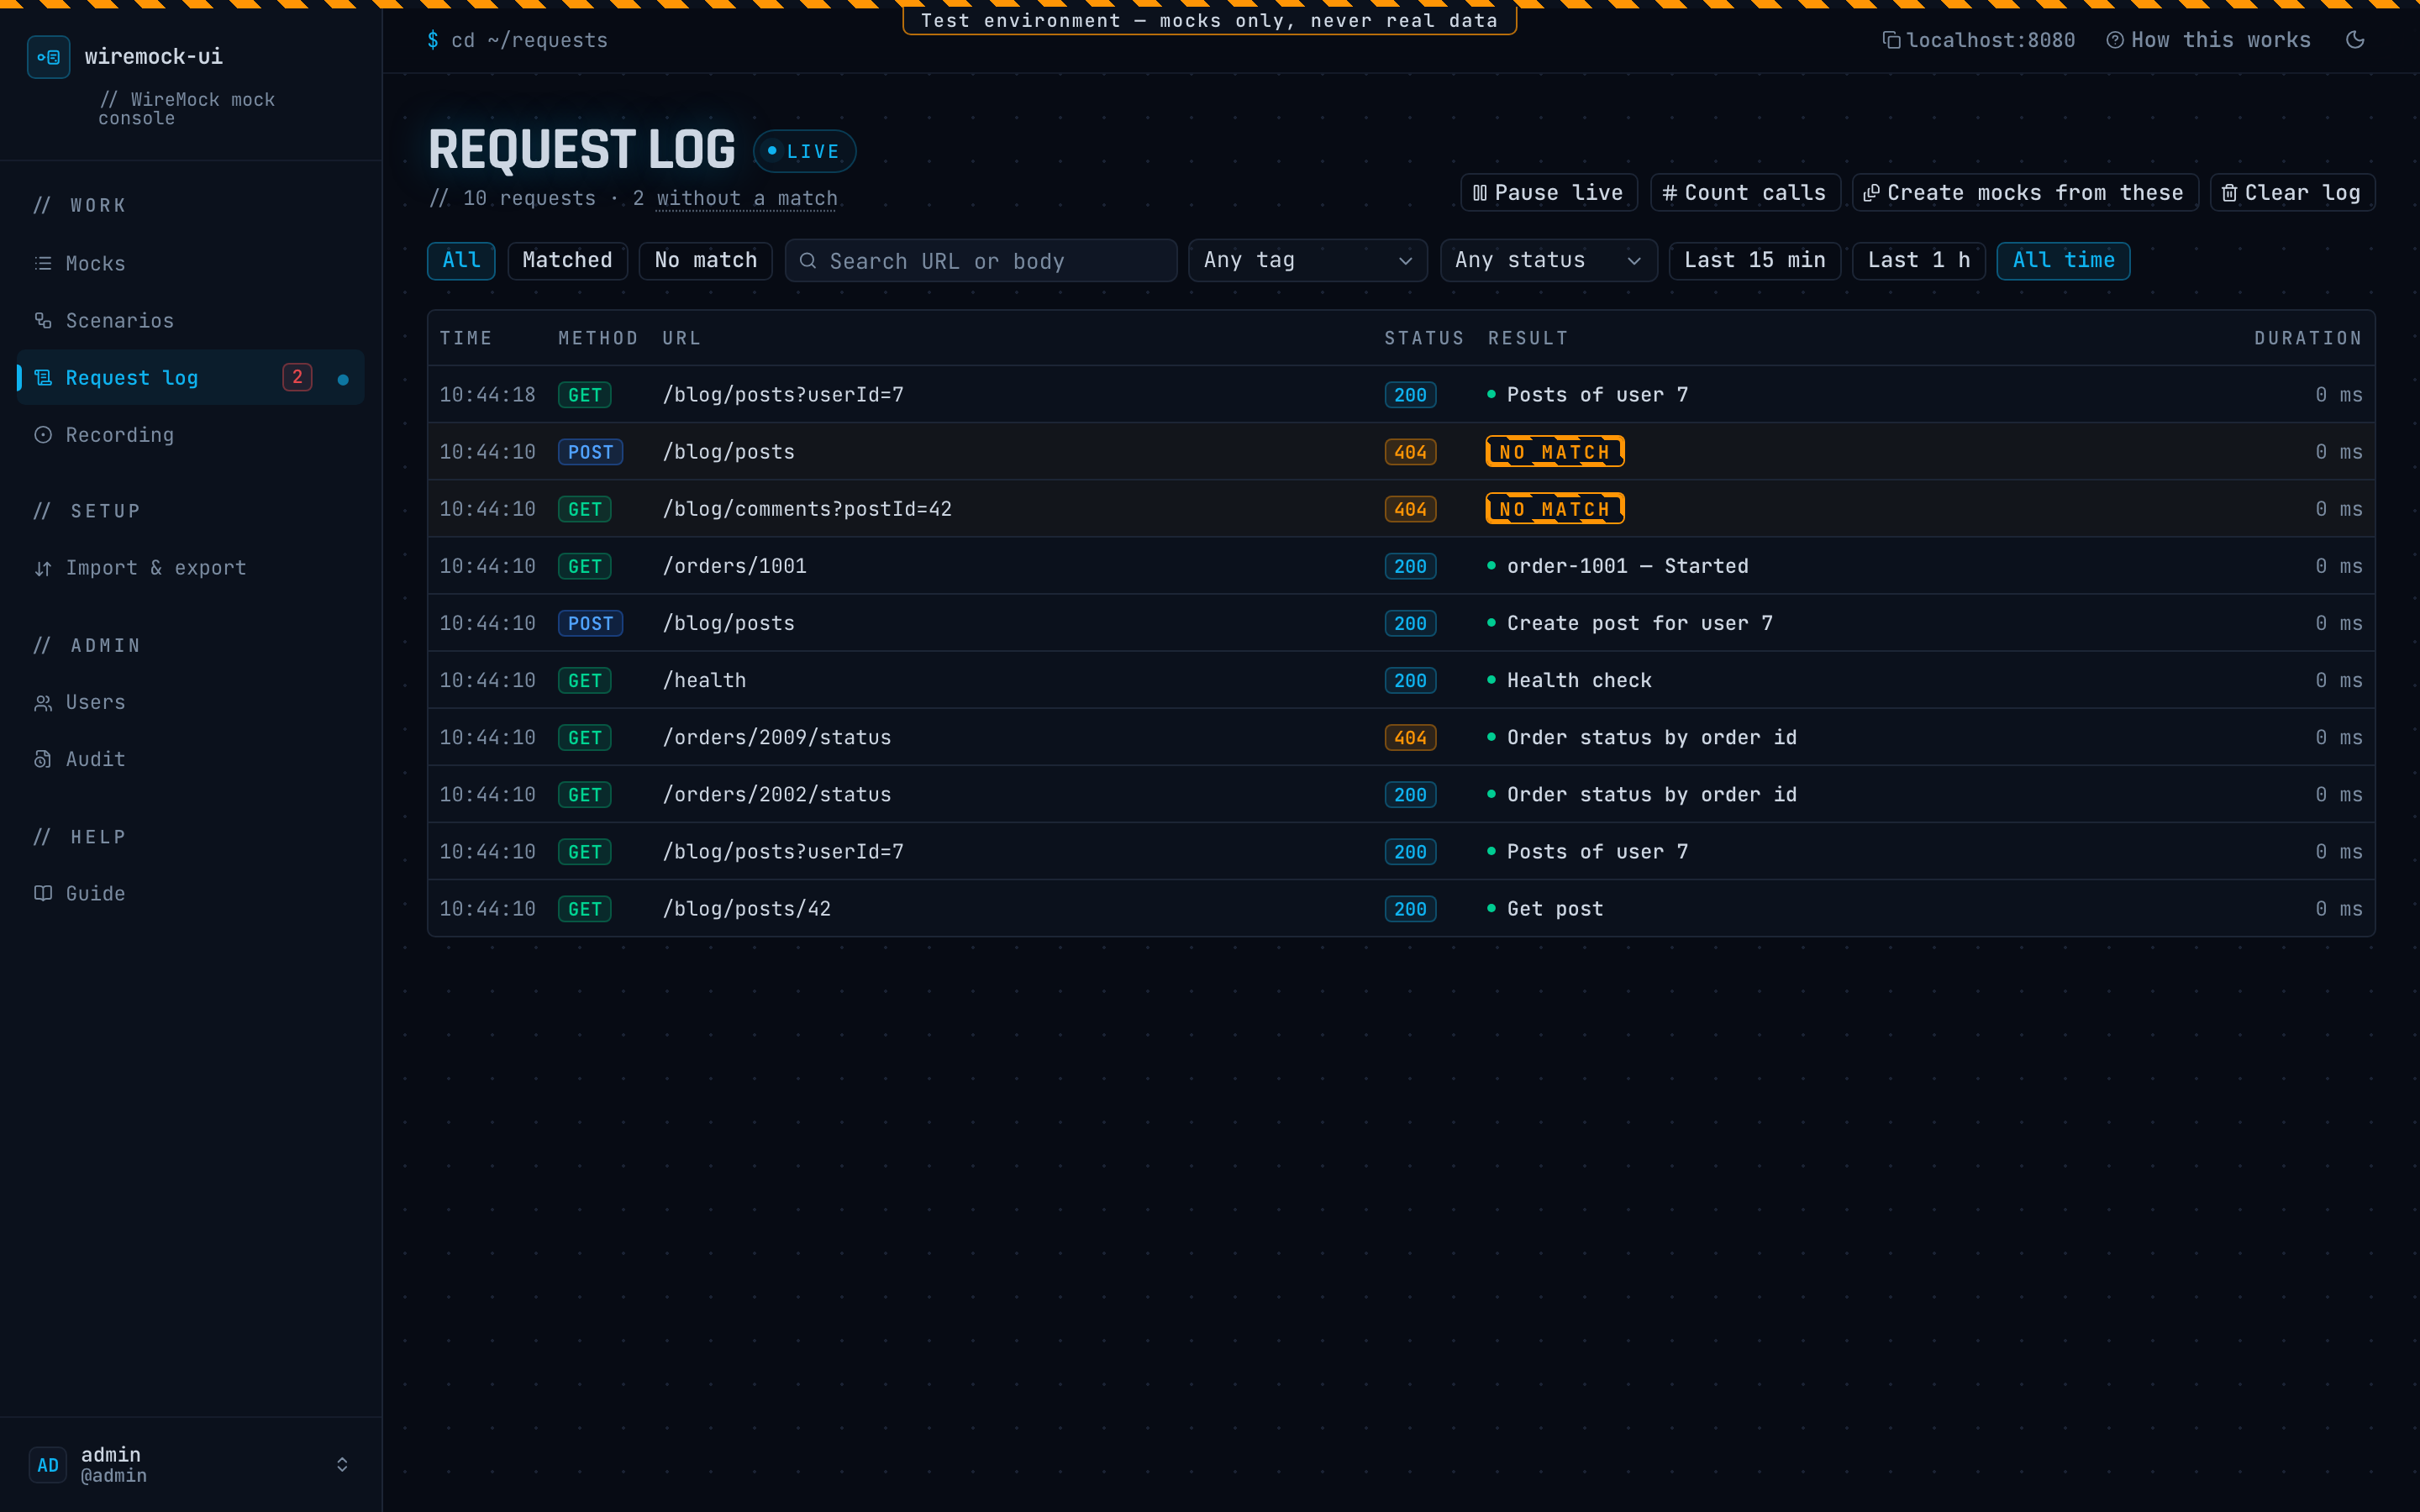 Test environment — mocks only, never real data
wiremock-ui
// WireMock mock
console
$ cd ~/requests
localhost:8080
How this works
// WORK
Mocks
Scenarios
Request log 2
Recording
// SETUP
Import & export
// ADMIN
Users
Audit
// HELP
Guide
AD
admin
@admin
REQUEST LOG
LIVE
// 10 requests · 2 without a match
Pause live
Count calls
Create mocks from these
Clear log
All
Matched
No match
Search URL or body
Any tag
Any status
Last 15 min
Last 1 h
All time
TIME METHOD URL STATUS RESULT DURATION
10:44:18 GET /blog/posts?userId=7 200 Posts of user 7 0 ms
10:44:10 POST /blog/posts 404 NO MATCH 0 ms
10:44:10 GET /blog/comments?postId=42 404 NO MATCH 0 ms
10:44:10 GET /orders/1001 200 order-1001 — Started 0 ms
10:44:10 POST /blog/posts 200 Create post for user 7 0 ms
10:44:10 GET /health 200 Health check 0 ms
10:44:10 GET /orders/2009/status 404 Order status by order id 0 ms
10:44:10 GET /orders/2002/status 200 Order status by order id 0 ms
10:44:10 GET /blog/posts?userId=7 200 Posts of user 7 0 ms
10:44:10 GET /blog/posts/42 200 Get post 0 ms